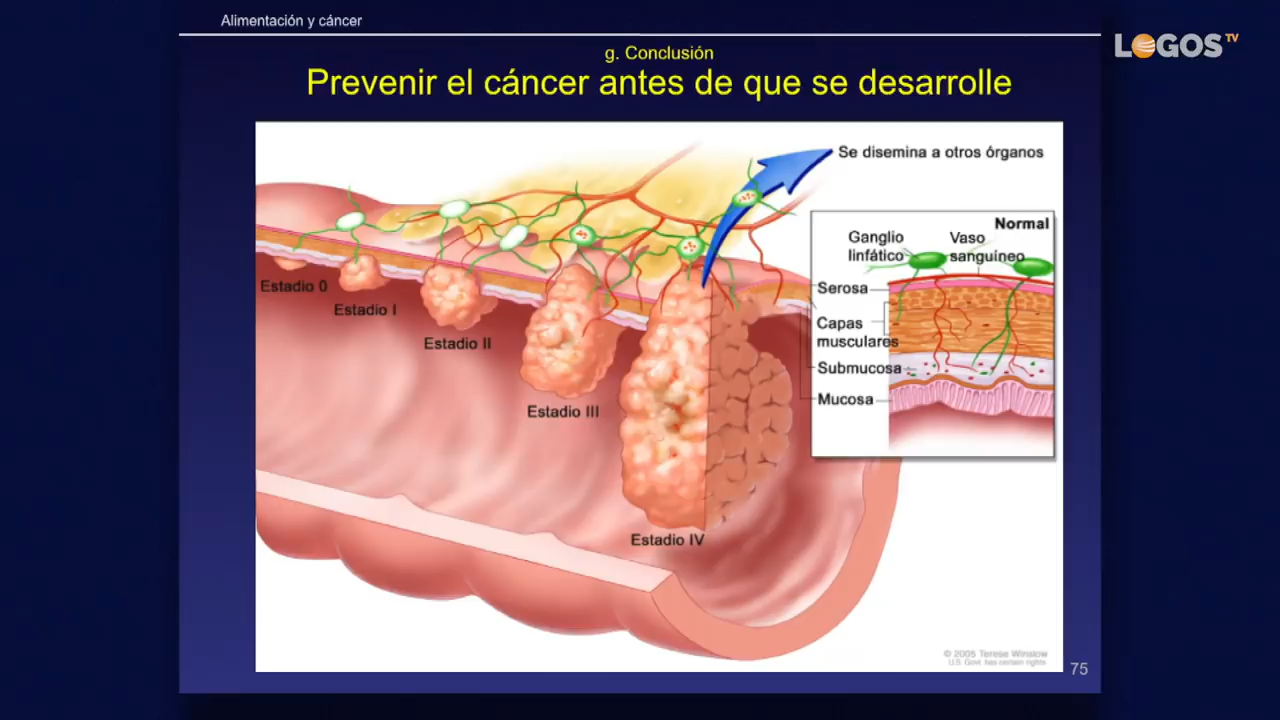 Alimentación y cáncer
LOGOS TV
g. Conclusión
Prevenir el cáncer antes de que se desarrolle
Se disemina a otros órganos
Normal
Ganglio
linfático
Vaso
sanguíneo
Serosa
Capas
musculares
Submucosa
Mucosa
Estadio 0
Estadio I
Estadio II
Estadio III
Estadio IV
© 2005 Terese Winslow
U.S. Govt. has certain rights
75